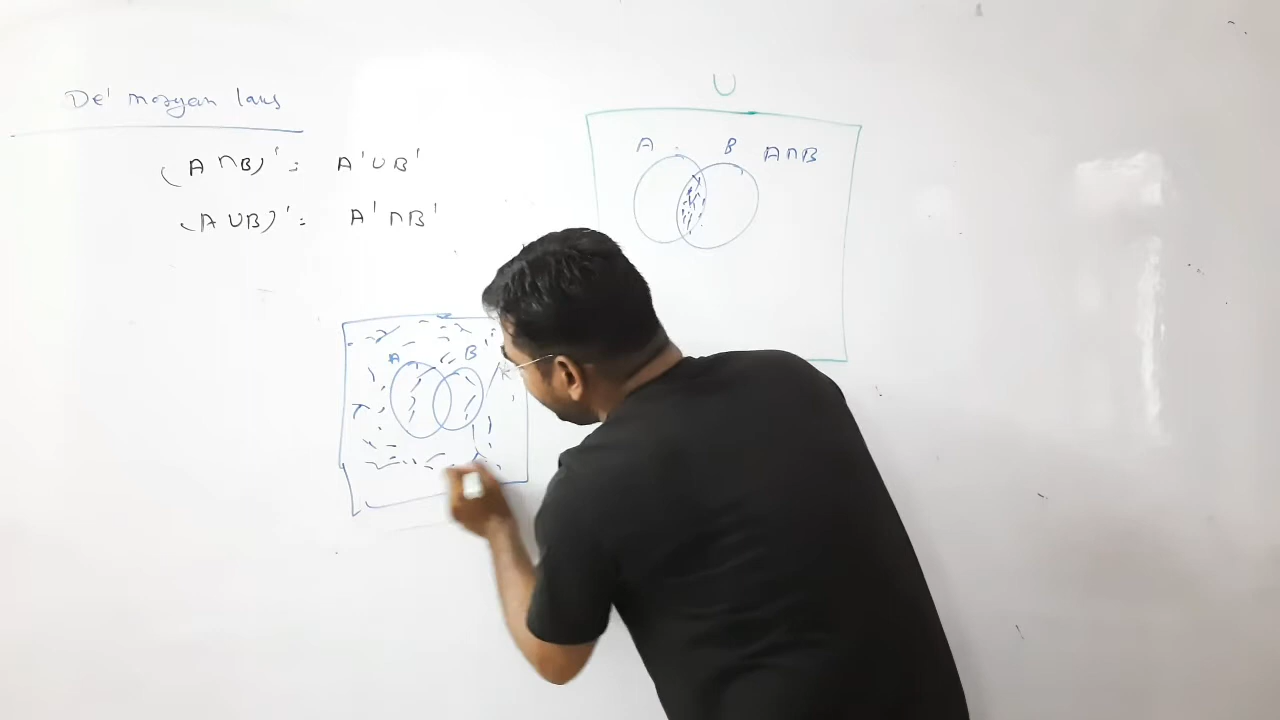 De' morgan laws
(A∩B)' = A'∪B'
(A∪B)' = A'∩B'
U
A B A∩B
A B